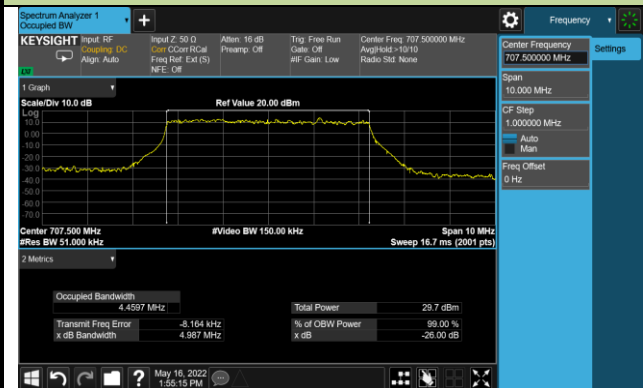 Spectrum Analyzer 1
Occupied BW
Frequency
KEYSIGHT
Input: RF
Coupling: DC
Align: Auto
Input Z: 50 Ω
Corr CCorr RCal
Freq Ref: Ext (S)
NFE: Off
Atten: 16 dB
Preamp: Off
Trig: Free Run
Gate: Off
#IF Gain: Low
Center Freq: 707.500000 MHz
Avg|Hold:>10/10
Radio Std: None
Center Frequency
707.500000 MHz
Settings
Span
10.000 MHz
CF Step
1.000000 MHz
Auto
Man
Freq Offset
0 Hz
1 Graph
Scale/Div 10.0 dB
Ref Value 20.00 dBm
Log
10.0
0.00
-10.0
-20.0
-30.0
-40.0
-50.0
-60.0
-70.0
Center 707.500 MHz
#Video BW 150.00 kHz
Span 10 MHz
#Res BW 51.000 kHz
Sweep 16.7 ms (2001 pts)
2 Metrics
Occupied Bandwidth
4.4597 MHz
Total Power
29.7 dBm
Transmit Freq Error
-8.164 kHz
% of OBW Power
99.00 %
x dB Bandwidth
4.987 MHz
x dB
-26.00 dB
May 16, 2022
1:55:15 PM